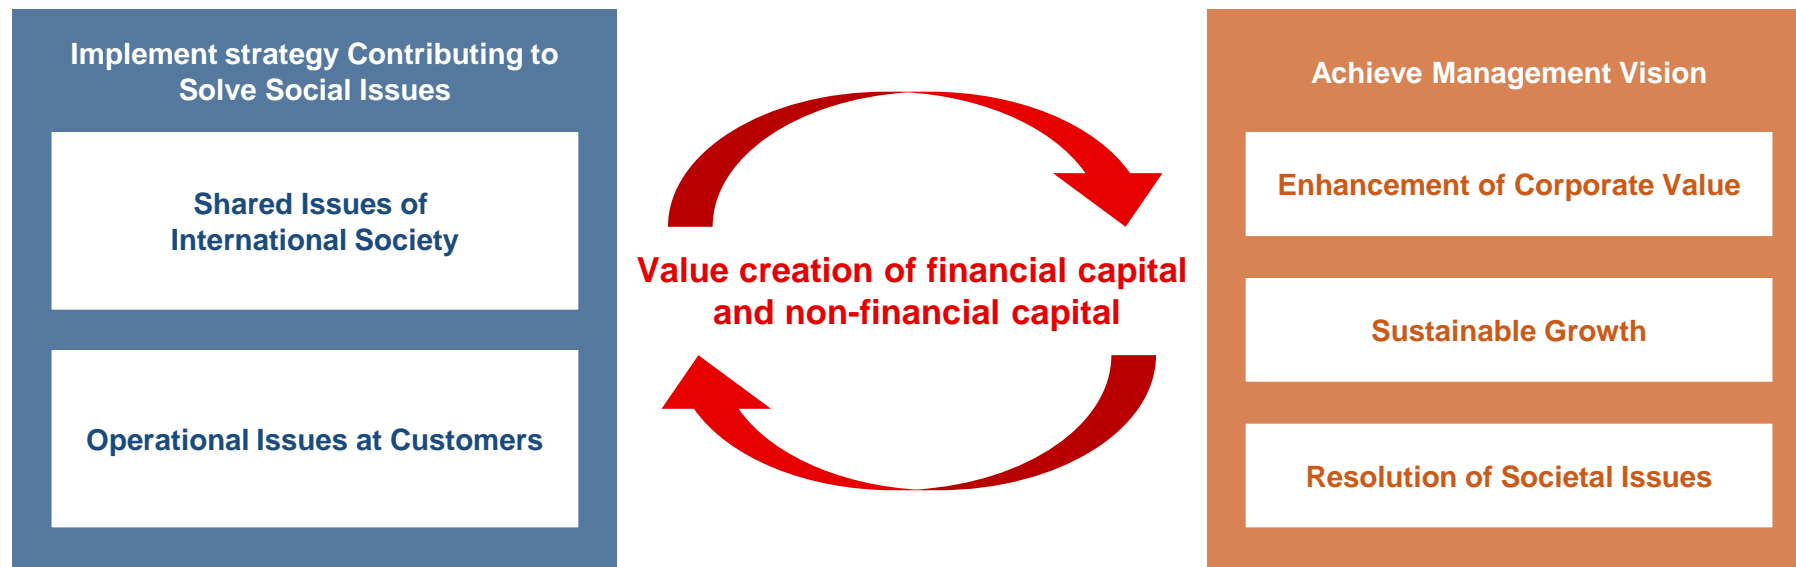 Implement strategy Contributing to
Solve Social Issues
Shared Issues of
International Society
Operational Issues at Customers
Value creation of financial capital
and non-financial capital
Achieve Management Vision
Enhancement of Corporate Value
Sustainable Growth
Resolution of Societal Issues